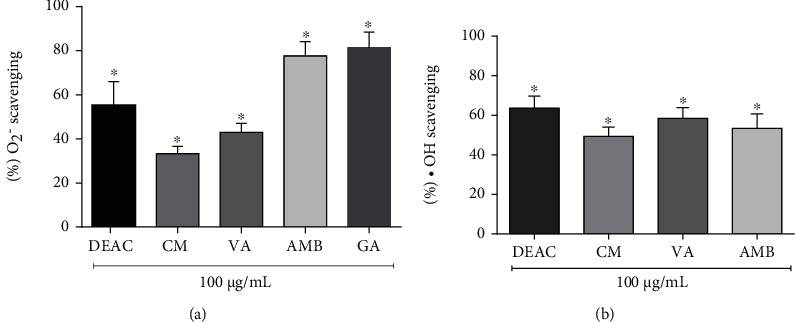 100
80
60
40
20
0
(%) O2- scavenging
*
*
*
*
*
DEAC CM VA AMB GA
100 µg/mL
(a)
100
80
60
40
20
0
(%) • OH scavenging
*
*
*
*
DEAC CM VA AMB
100 µg/mL
(b)